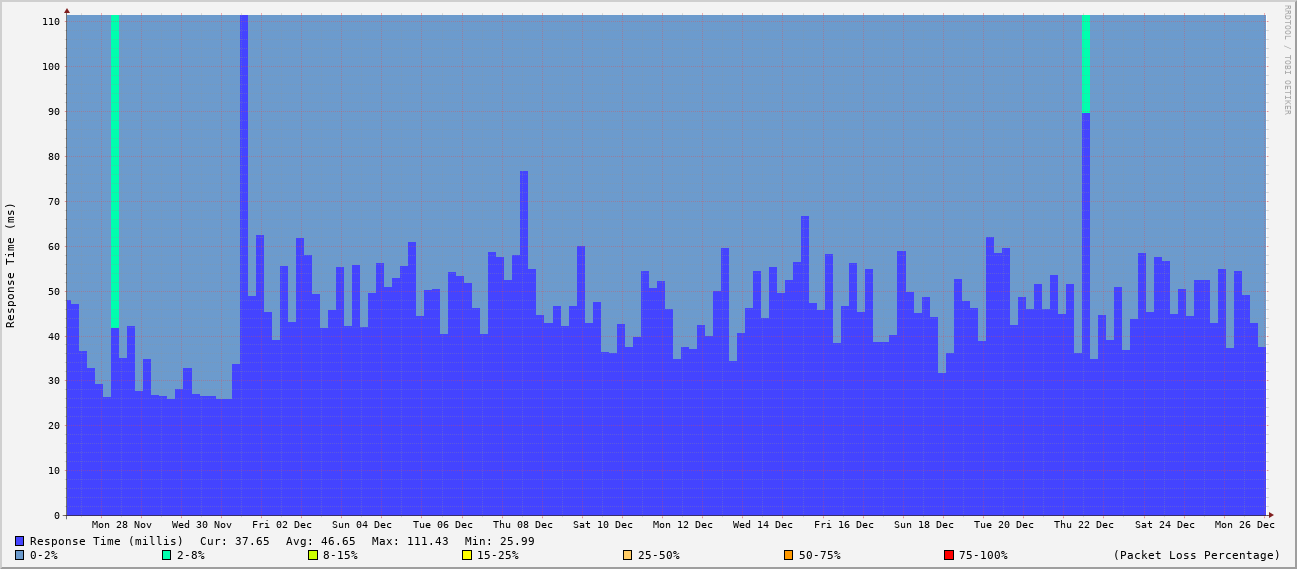 RRDTOOL / TOBI OETIKER
Response Time (ms)
110
100
90
80
70
60
50
40
30
20
10
0
Mon 28 Nov Wed 30 Nov Fri 02 Dec Sun 04 Dec Tue 06 Dec Thu 08 Dec Sat 10 Dec Mon 12 Dec Wed 14 Dec Fri 16 Dec Sun 18 Dec Tue 20 Dec Thu 22 Dec Sat 24 Dec Mon 26 Dec
Response Time (millis) Cur: 37.65 Avg: 46.65 Max: 111.43 Min: 25.99
0-2% 2-8% 8-15% 15-25% 25-50% 50-75% 75-100% (Packet Loss Percentage)